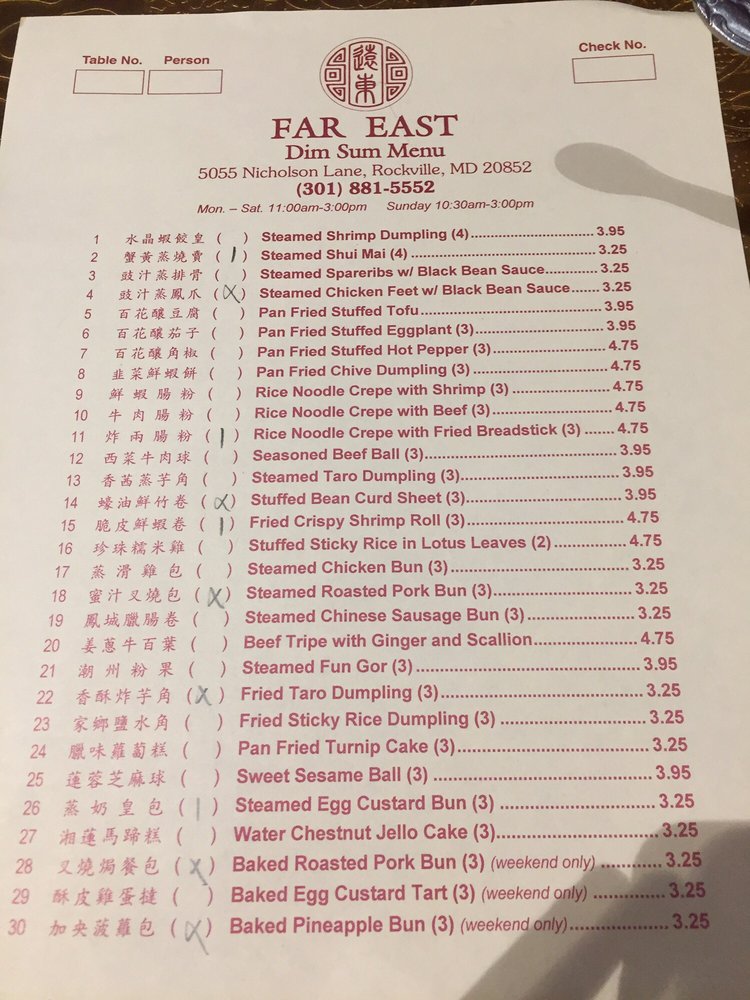 Table No. Person Check No.
遠東
FAR EAST
Dim Sum Menu
5055 Nicholson Lane, Rockville, MD 20852
(301) 881-5552
Mon. – Sat. 11:00am-3:00pm Sunday 10:30am-3:00pm
1 水晶蝦餃皇 ( ) Steamed Shrimp Dumpling (4) 3.95
2 蟹黃蒸燒賣 ( 1 ) Steamed Shui Mai (4) 3.25
3 豉汁蒸排骨 ( ) Steamed Spareribs w/ Black Bean Sauce 3.25
4 豉汁蒸鳳爪 ( X ) Steamed Chicken Feet w/ Black Bean Sauce 3.25
5 百花釀豆腐 ( ) Pan Fried Stuffed Tofu 3.95
6 百花釀茄子 ( ) Pan Fried Stuffed Eggplant (3) 3.95
7 百花釀角椒 ( ) Pan Fried Stuffed Hot Pepper (3) 4.75
8 韭菜鮮蝦餅 ( ) Pan Fried Chive Dumpling (3) 4.75
9 鮮蝦腸粉 ( ) Rice Noodle Crepe with Shrimp (3) 4.75
10 牛肉腸粉 ( ) Rice Noodle Crepe with Beef (3) 4.75
11 炸兩腸粉 ( 1 ) Rice Noodle Crepe with Fried Breadstick (3) 4.75
12 西菜牛肉球 ( ) Seasoned Beef Ball (3) 3.95
13 香茜蒸芋角 ( ) Steamed Taro Dumpling (3) 3.95
14 蠔油鮮竹卷 ( X ) Stuffed Bean Curd Sheet (3) 3.95
15 脆皮鮮蝦卷 ( 1 ) Fried Crispy Shrimp Roll (3) 4.75
16 珍珠糯米雞 ( ) Stuffed Sticky Rice in Lotus Leaves (2) 4.75
17 蒸滑雞包 ( ) Steamed Chicken Bun (3) 3.25
18 蜜汁叉燒包 ( X ) Steamed Roasted Pork Bun (3) 3.25
19 鳳城臘腸卷 ( ) Steamed Chinese Sausage Bun (3) 3.25
20 姜蔥牛百葉 ( ) Beef Tripe with Ginger and Scallion 4.75
21 潮州粉果 ( ) Steamed Fun Gor (3) 3.95
22 香酥炸芋角 ( X ) Fried Taro Dumpling (3) 3.25
23 家鄉鹽水角 ( ) Fried Sticky Rice Dumpling (3) 3.25
24 臘味蘿蔔糕 ( ) Pan Fried Turnip Cake (3) 3.25
25 蓮蓉芝麻球 ( ) Sweet Sesame Ball (3) 3.95
26 蒸奶皇包 ( 1 ) Steamed Egg Custard Bun (3) 3.25
27 湘蓮馬蹄糕 ( ) Water Chestnut Jello Cake (3) 3.25
28 叉燒焗餐包 ( X ) Baked Roasted Pork Bun (3) (weekend only) 3.25
29 酥皮雞蛋撻 ( ) Baked Egg Custard Tart (3) (weekend only) 3.25
30 加央菠蘿包 ( X ) Baked Pineapple Bun (3) (weekend only) 3.25